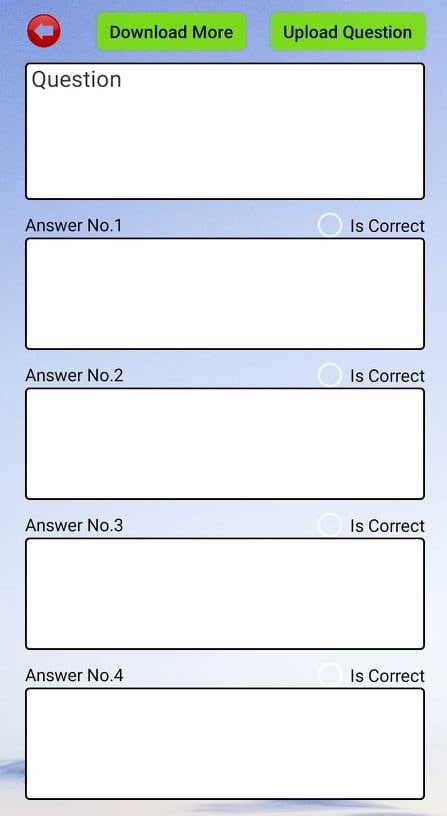 Download More Upload Question
Question
Answer No.1 Is Correct
Answer No.2 Is Correct
Answer No.3 Is Correct
Answer No.4 Is Correct